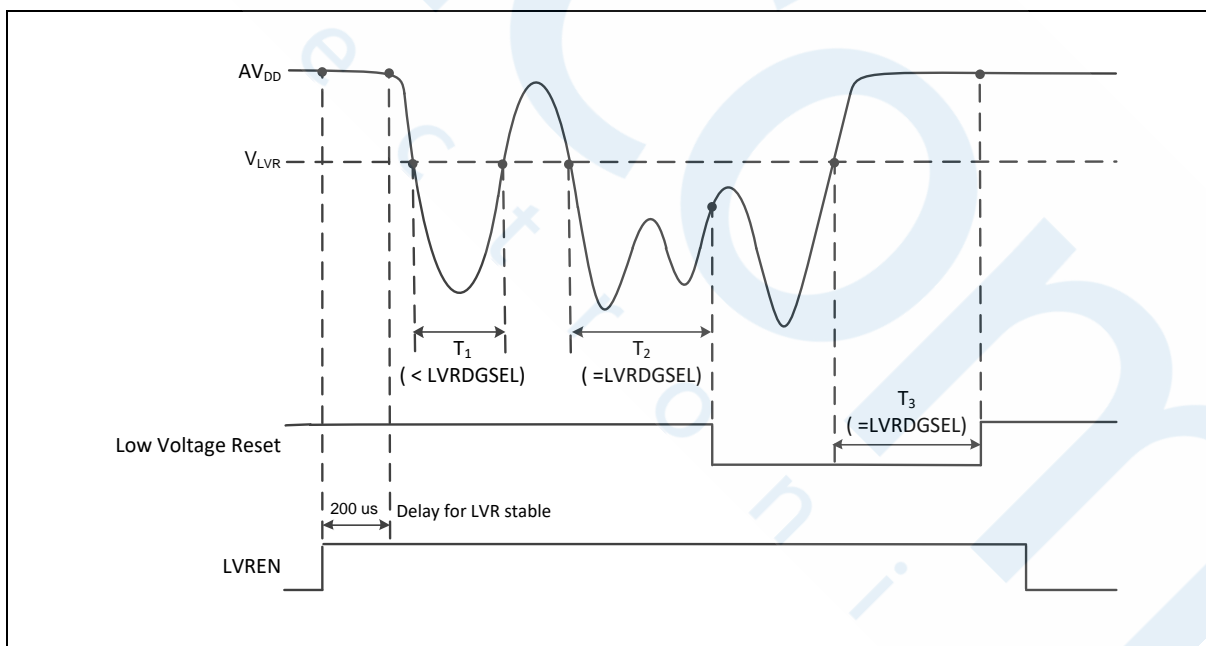 AVDD
VLVR
T1
( < LVRDGSEL)
T2
( =LVRDGSEL)
T3
( =LVRDGSEL)
Low Voltage Reset
200 us
Delay for LVR stable
LVREN